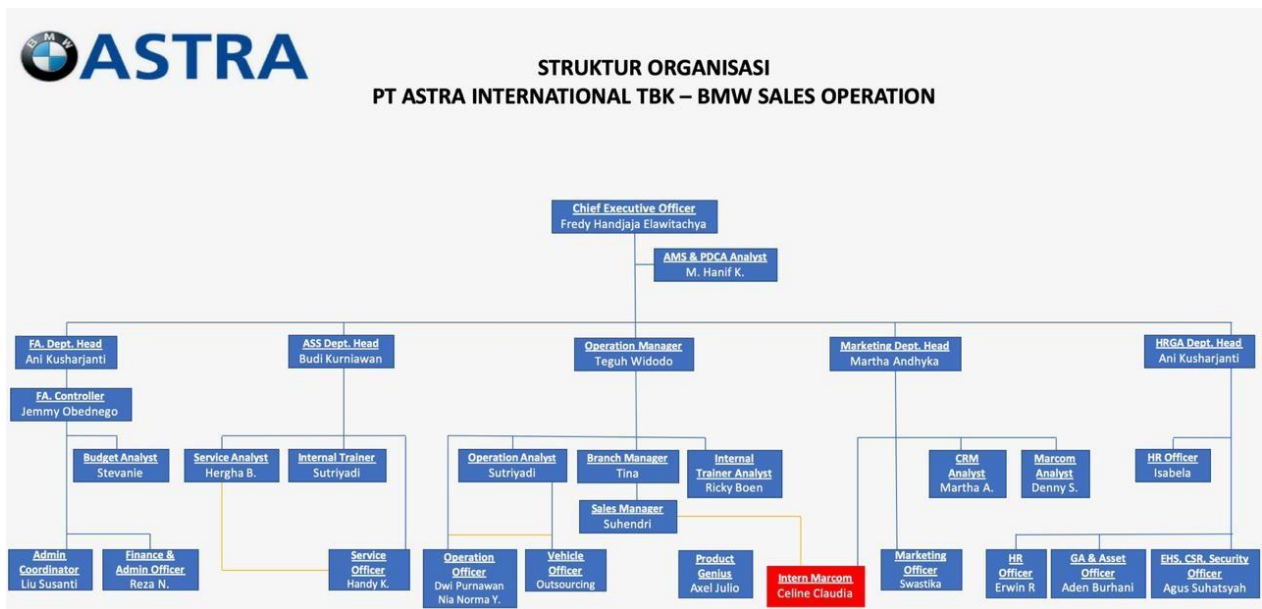 BMW
ASTRA
STRUKTUR ORGANISASI
PT ASTRA INTERNATIONAL TBK – BMW SALES OPERATION
Chief Executive Officer
Fredy Handjaja Elawitachya
AMS & PDCA Analyst
M. Hanif K.
FA. Dept. Head
Ani Kusharjanti
ASS Dept. Head
Budi Kurniawan
Operation Manager
Teguh Widodo
Marketing Dept. Head
Martha Andhyka
HRGA Dept. Head
Ani Kusharjanti
FA. Controller
Jemmy Obednego
Budget Analyst
Stevanie
Service Analyst
Hergha B.
Internal Trainer
Sutriyadi
Operation Analyst
Sutriyadi
Branch Manager
Tina
Internal
Trainer Analyst
Ricky Boen
CRM
Analyst
Martha A.
Marcom
Analyst
Denny S.
HR Officer
Isabela
Sales Manager
Suhendri
Admin
Coordinator
Liu Susanti
Finance &
Admin Officer
Reza N.
Service
Officer
Handy K.
Operation
Officer
Dwi Purnawan
Nia Norma Y.
Vehicle
Officer
Outsourcing
Product
Genius
Axel Julio
Intern Marcom
Celine Claudia
Marketing
Officer
Swastika
HR
Officer
Erwin R
GA & Asset
Officer
Aden Burhani
EHS, CSR, Security
Officer
Agus Suhatsyah